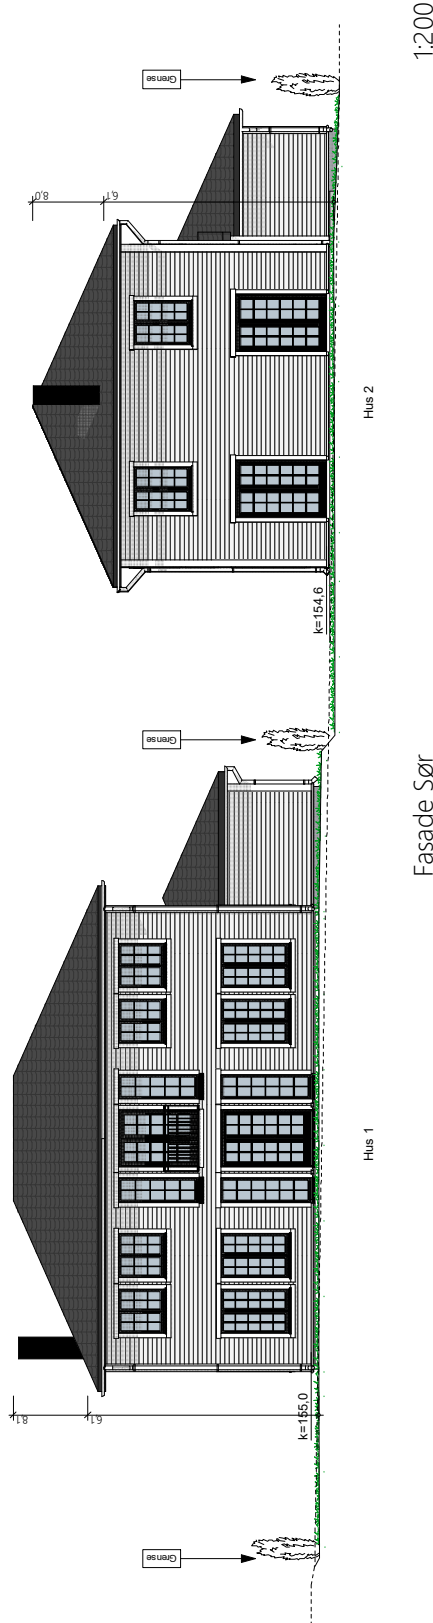 Grense
Grense
Grense
8,1
6,1
8,0
6,1
k=155,0
k=154,6
Hus 1
Hus 2
Fasade Sør
1:200